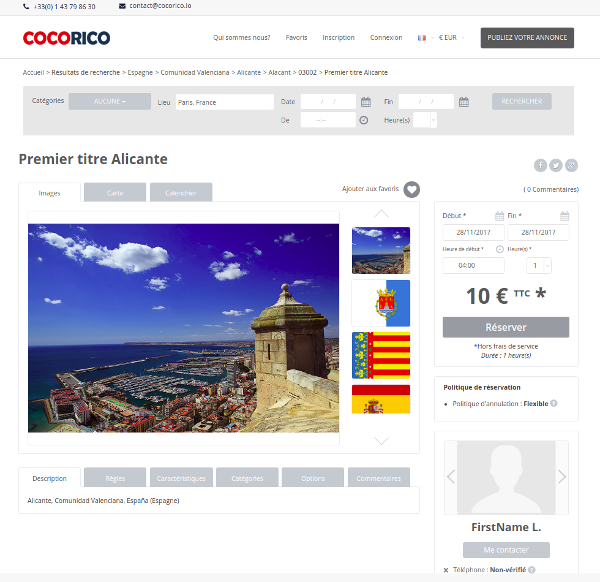 +33(0) 1 43 79 86 30 contact@cocorico.io
COCORICO Qui sommes nous? Favoris Inscription Connexion € EUR PUBLIEZ VOTRE ANNONCE
Accueil > Résultats de recherche > Espagne > Comunidad Valenciana > Alicante > Alacant > 03002 > Premier titre Alicante
Catégories AUCUNE Lieu Paris, France Date / / Fin / / RECHERCHER
De --:-- Heure(s)
Premier titre Alicante
Images Carte Calendrier Ajouter aux favoris
( 0 Commentaires)
Début * Fin *
28/11/2017 28/11/2017
Heure de début * Heure(s) *
04:00 1
10 € TTC *
Réserver
*Hors frais de service
Durée : 1 heure(s)
Politique de réservation
• Politique d'annulation : Flexible ?
Description Règles Caractéristiques Catégories Options Commentaires
Alicante, Comunidad Valenciana, España (Espagne)
FirstName L.
Me contacter
x Téléphone : Non-vérifié ?